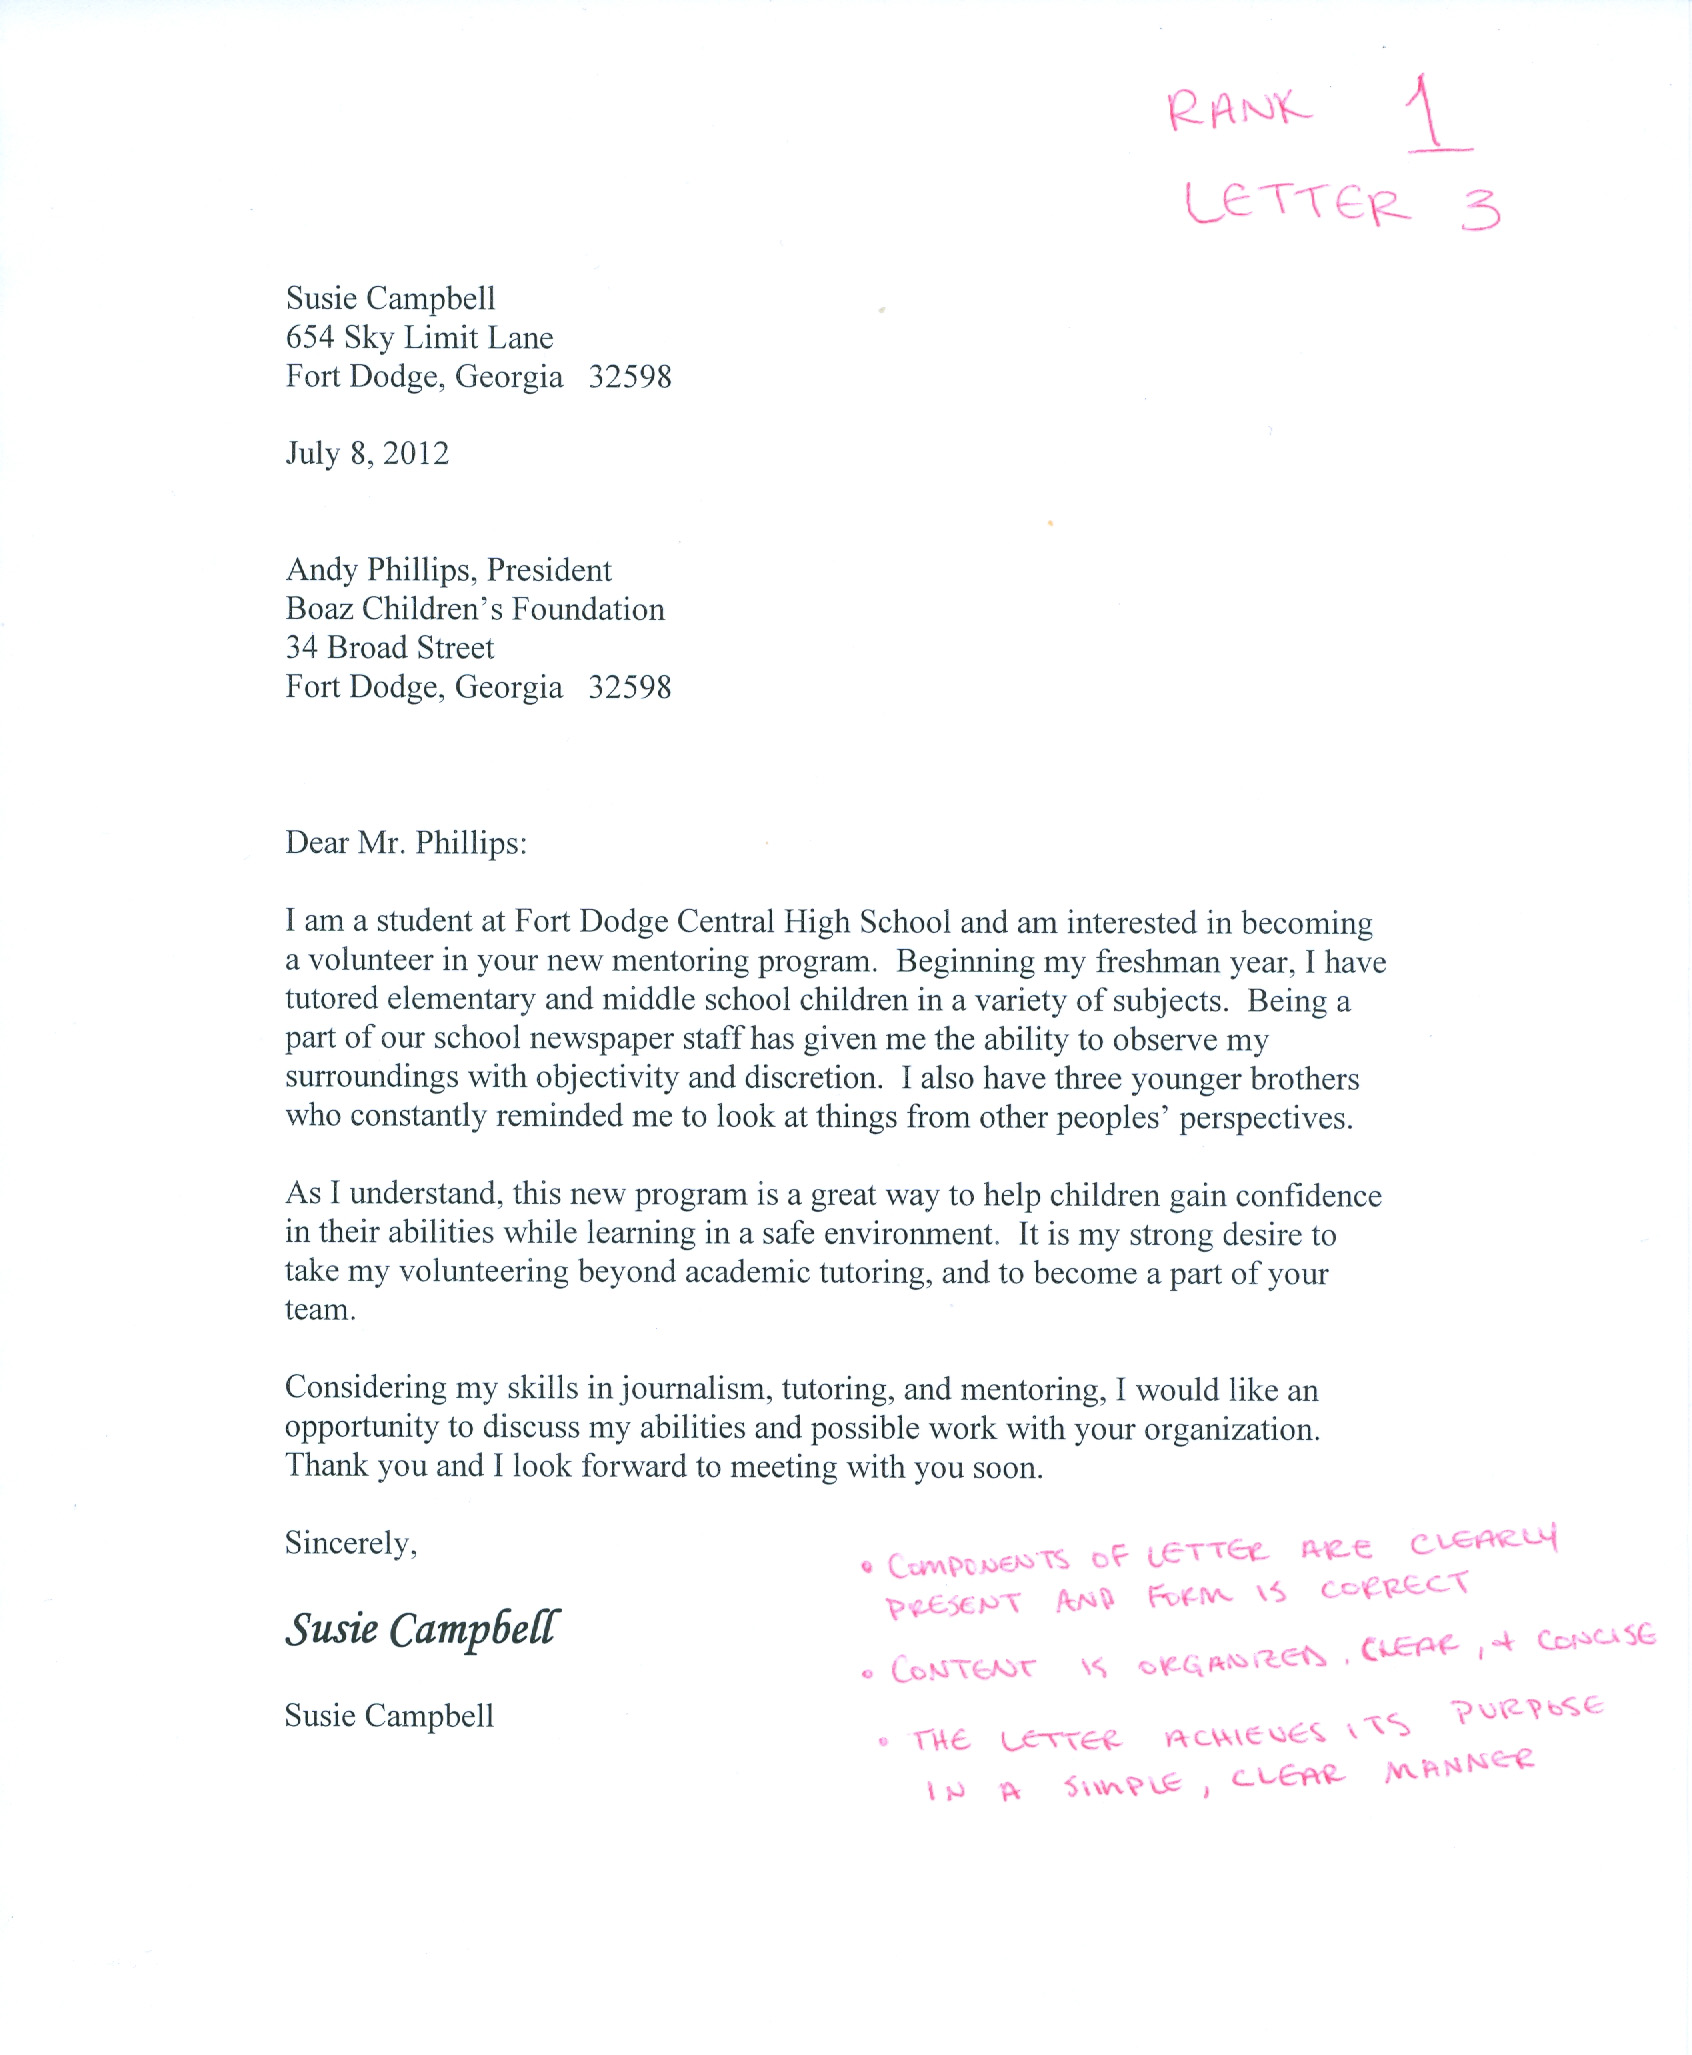 RANK 1
LETTER 3
Susie Campbell
654 Sky Limit Lane
Fort Dodge, Georgia 32598
July 8, 2012
Andy Phillips, President
Boaz Children's Foundation
34 Broad Street
Fort Dodge, Georgia 32598
Dear Mr. Phillips:
I am a student at Fort Dodge Central High School and am interested in becoming
a volunteer in your new mentoring program. Beginning my freshman year, I have
tutored elementary and middle school children in a variety of subjects. Being a
part of our school newspaper staff has given me the ability to observe my
surroundings with objectivity and discretion. I also have three younger brothers
who constantly reminded me to look at things from other peoples' perspectives.
As I understand, this new program is a great way to help children gain confidence
in their abilities while learning in a safe environment. It is my strong desire to
take my volunteering beyond academic tutoring, and to become a part of your
team.
Considering my skills in journalism, tutoring, and mentoring, I would like an
opportunity to discuss my abilities and possible work with your organization.
Thank you and I look forward to meeting with you soon.
Sincerely,
Susie Campbell
Susie Campbell
• COMPONENTS OF LETTER ARE CLEARLY
PRESENT AND FORM IS CORRECT
• CONTENT IS ORGANIZED, CLEAR, + CONCISE
• THE LETTER ACHIEVES ITS PURPOSE
IN A SIMPLE, CLEAR MANNER